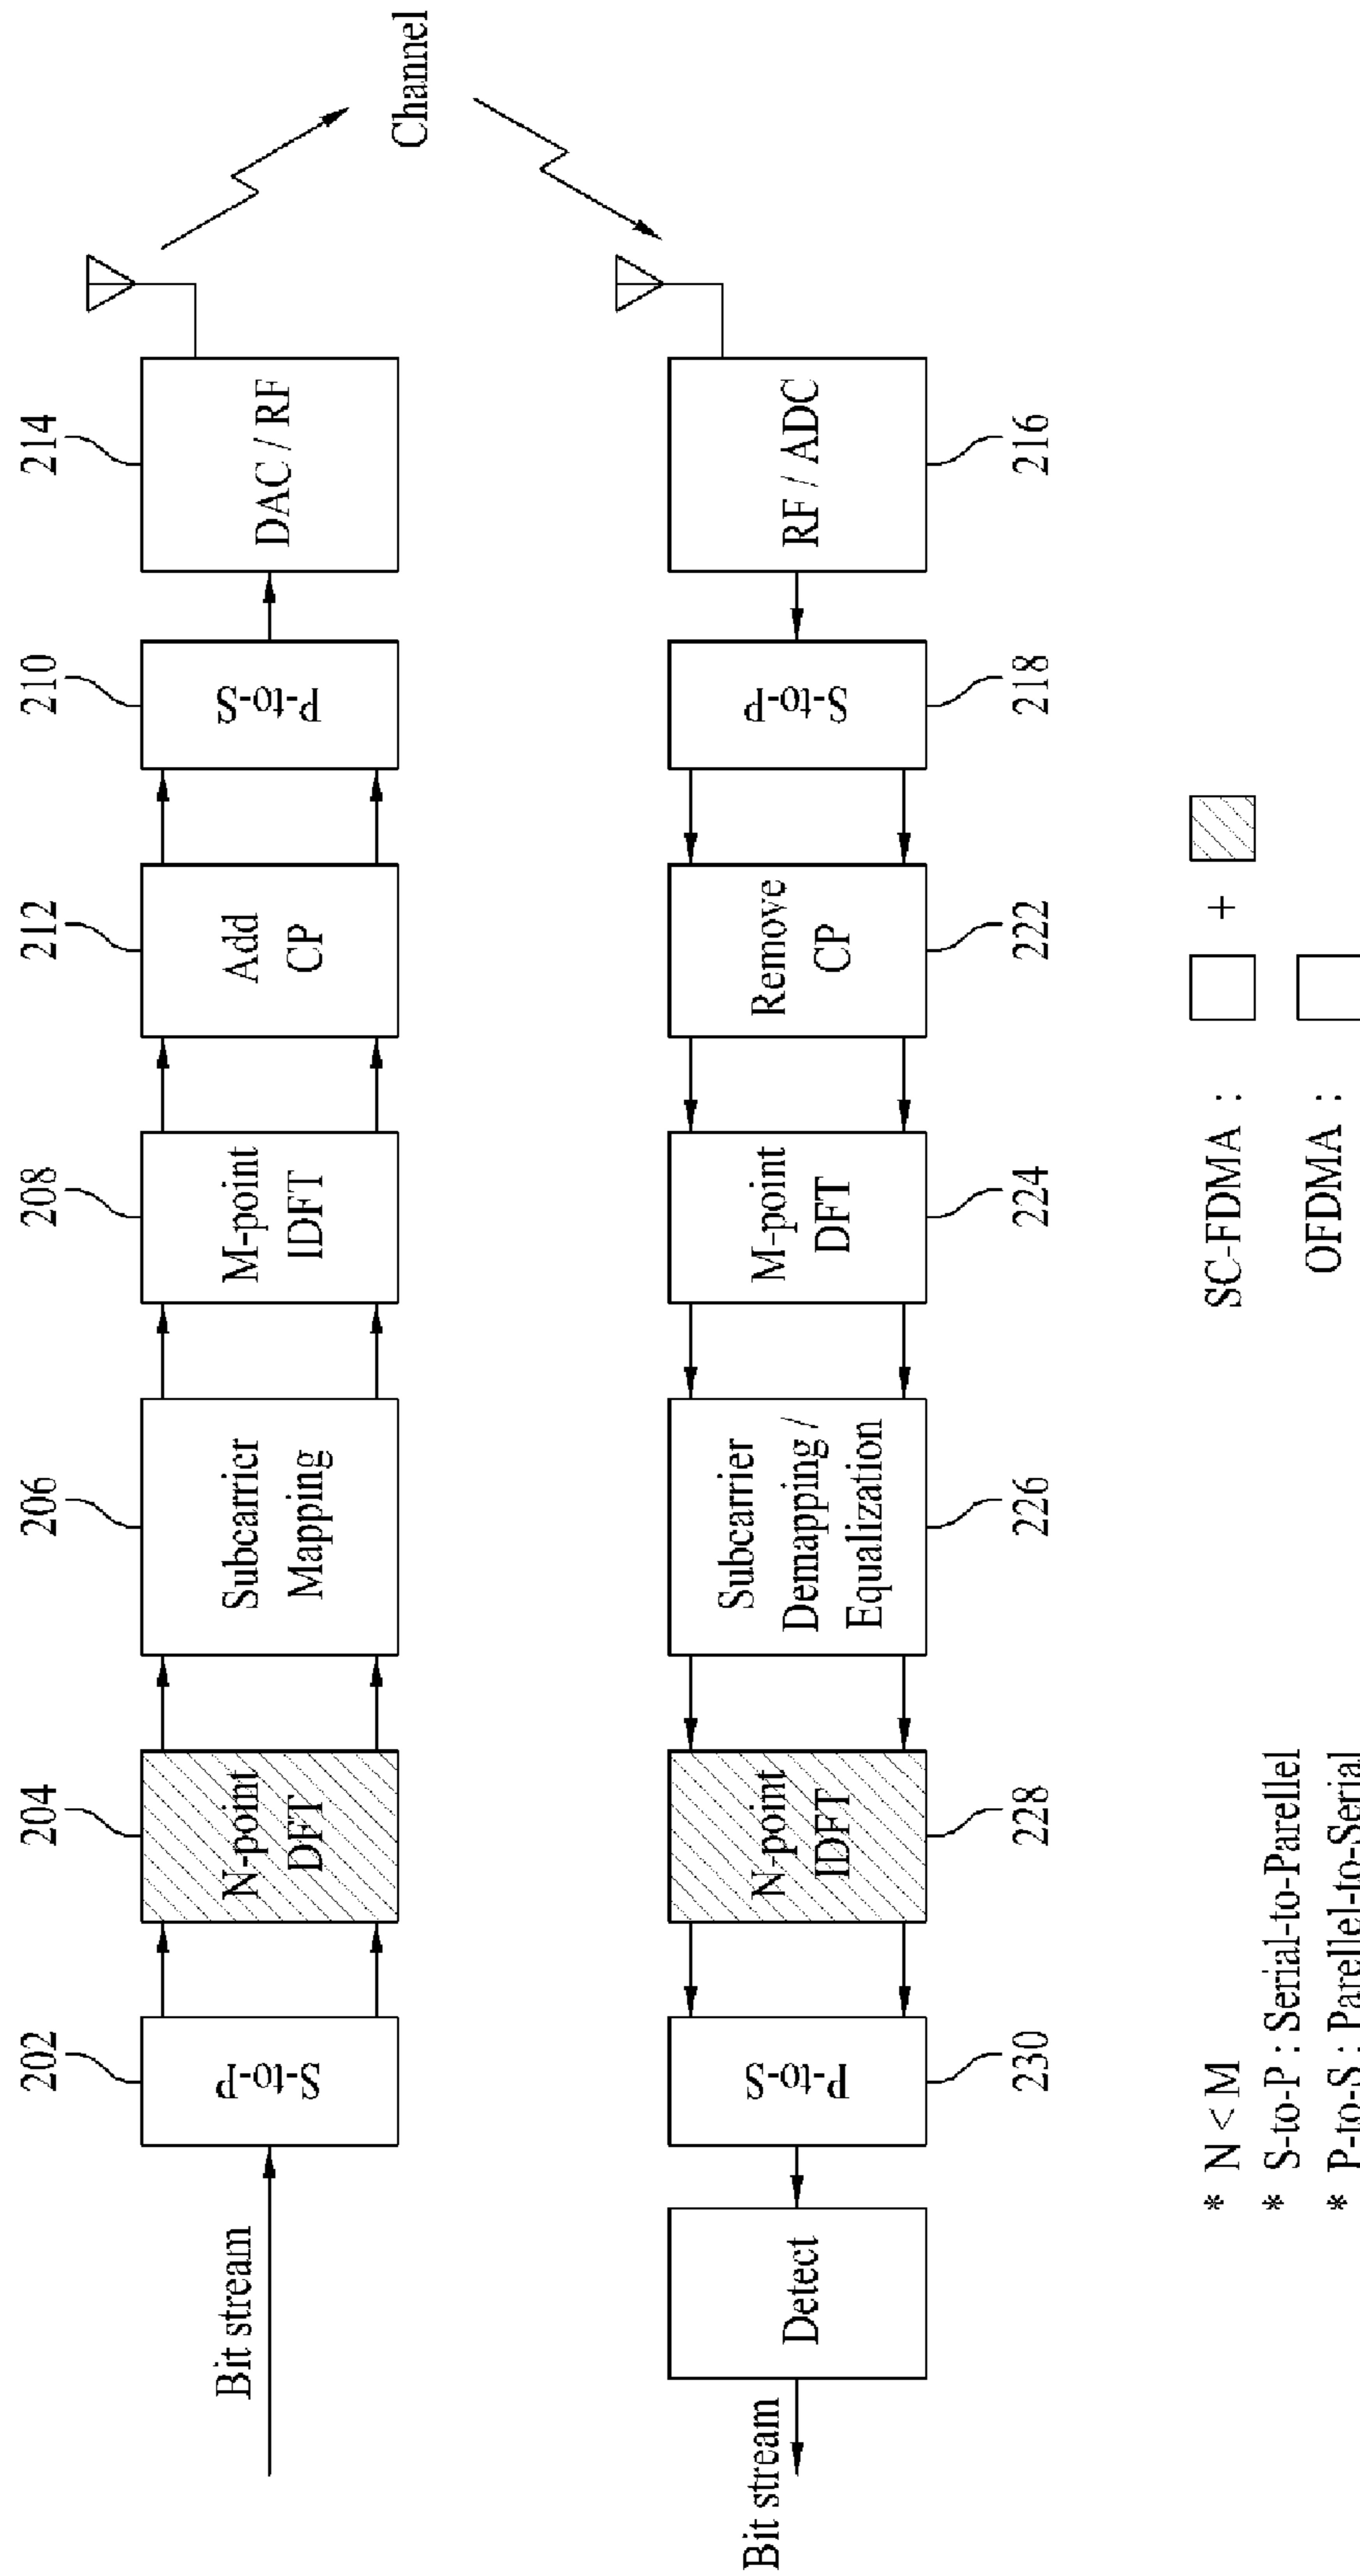 202
204
206
208
212
210
214
Bit stream
S-to-P
N-point
DFT
Subcarrier
Mapping
M-point
IDFT
Add
CP
P-to-S
DAC / RF
Channel
Bit stream
Detect
P-to-S
N-point
IDFT
Subcarrier
Demapping /
Equalization
M-point
DFT
Remove
CP
S-to-P
RF / ADC
230
228
226
224
222
218
216
* N < M
* S-to-P : Serial-to-Parellel
* P-to-S : Parellel-to-Serial
SC-FDMA : +
OFDMA :